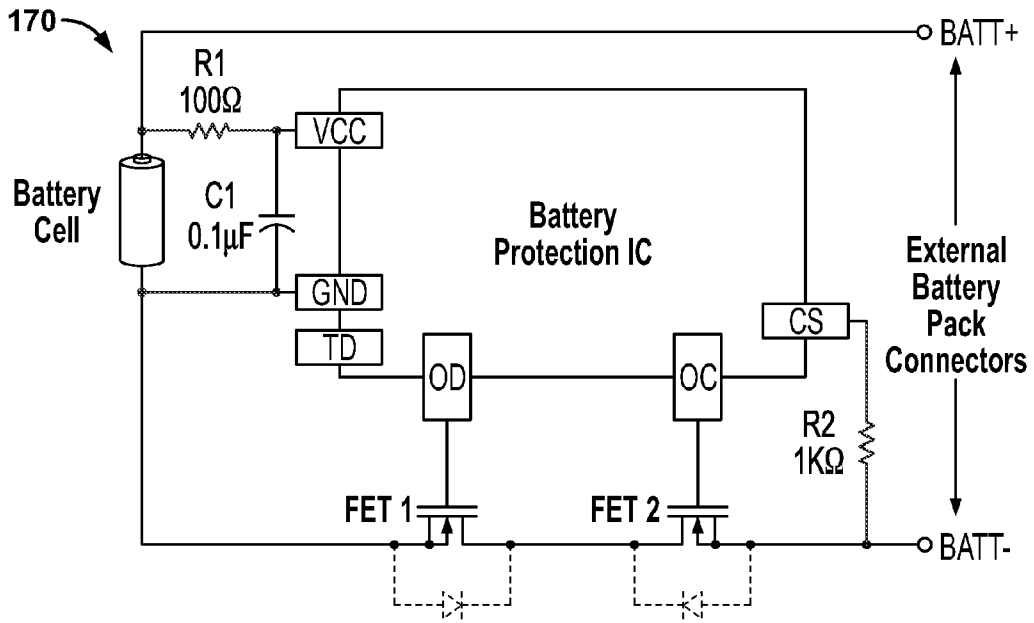 170
BATT+
R1
100Ω
VCC
Battery
Cell
C1
0.1μF
Battery
Protection IC
GND
TD
OD
OC
CS
External
Battery
Pack
Connectors
R2
1KΩ
FET 1
FET 2
BATT-